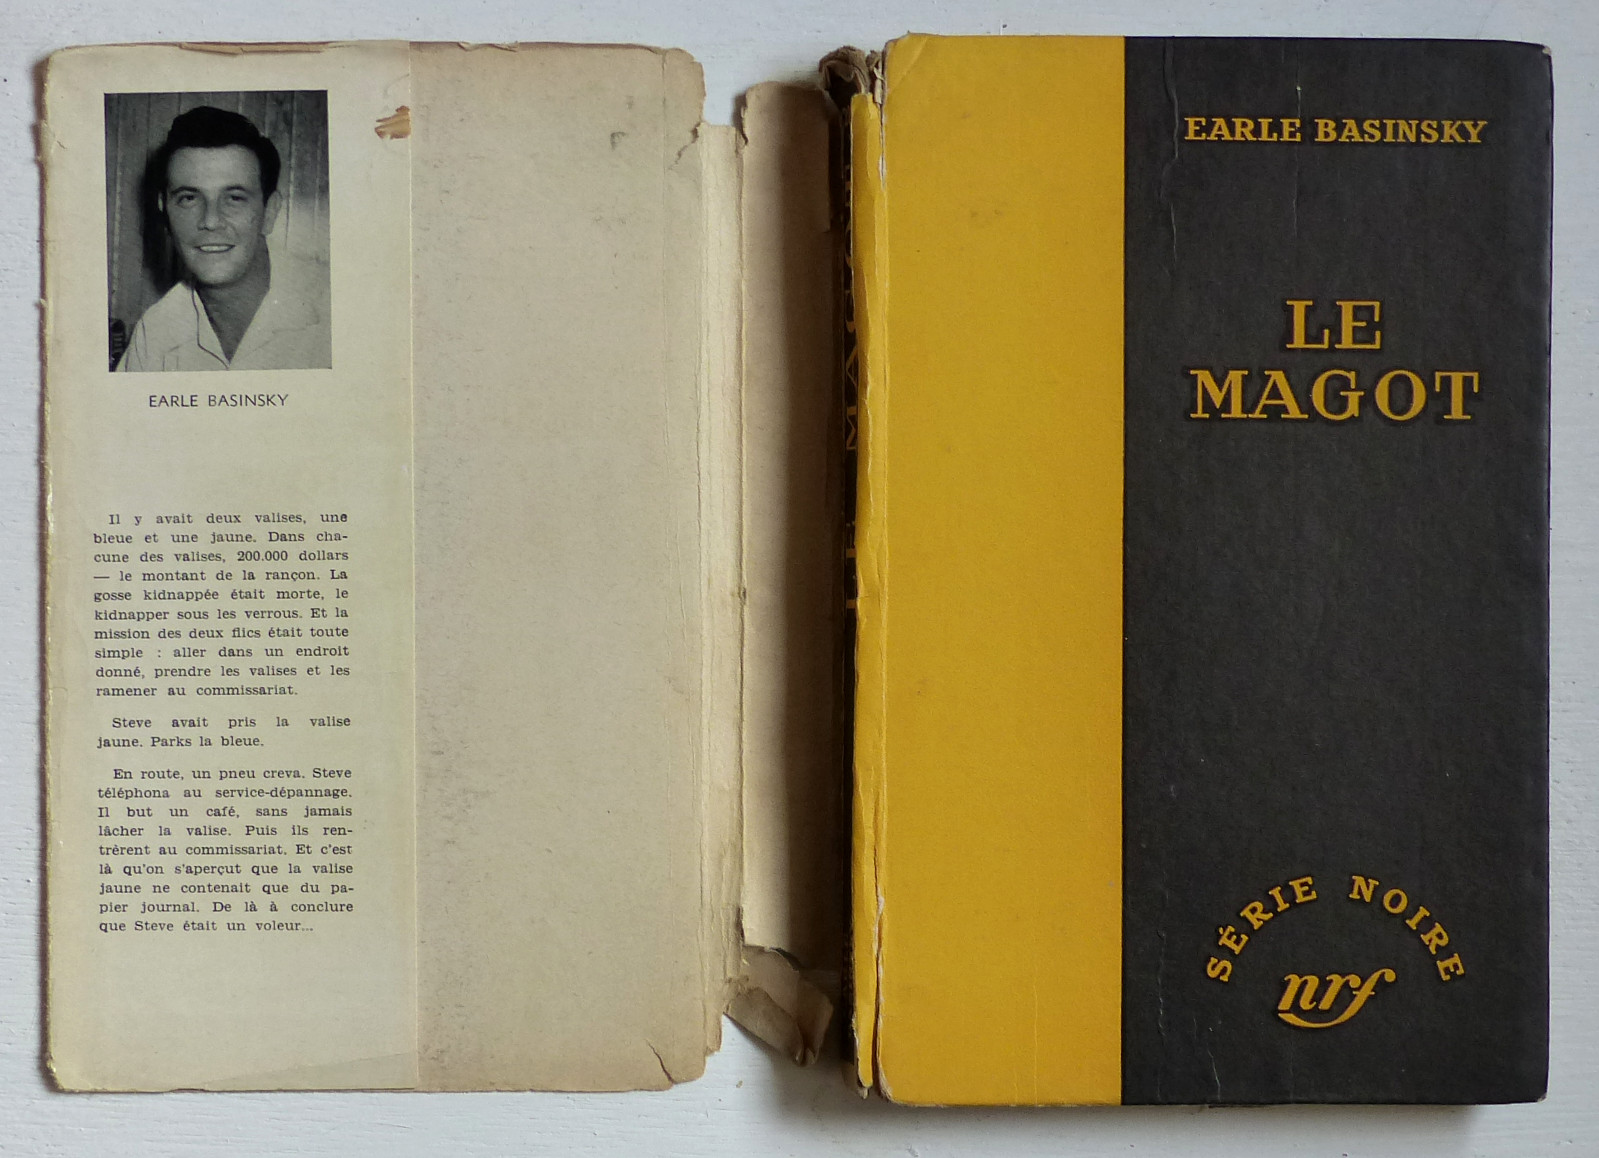 EARLE BASINSKY
Il y avait deux valises, une
bleue et une jaune. Dans cha-
cune des valises, 200.000 dollars
— le montant de la rançon. La
gosse kidnappée était morte, le
kidnapper sous les verrous. Et la
mission des deux flics était toute
simple : aller dans un endroit
donné, prendre les valises et les
ramener au commissariat.
Steve avait pris la valise
jaune. Parks la bleue.
En route, un pneu creva. Steve
téléphona au service-dépannage.
Il but un café, sans jamais
lâcher la valise. Puis ils ren-
trèrent au commissariat. Et c'est
là qu'on s'aperçut que la valise
jaune ne contenait que du pa-
pier journal. De là à conclure
que Steve était un voleur...
LE MAGOT
EARLE BASINSKY
LE
MAGOT
SÉRIE NOIRE
nrf